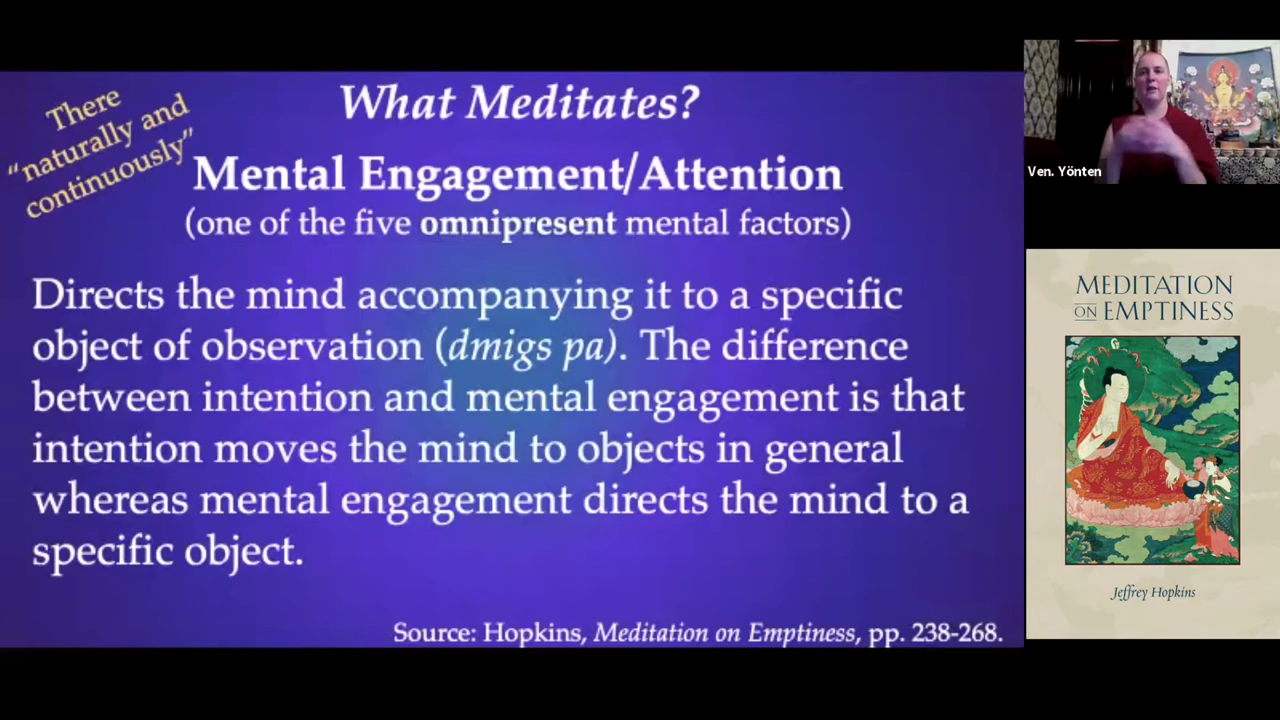 There
“naturally and
continuously”
What Meditates?
Mental Engagement/Attention
(one of the five omnipresent mental factors)
Directs the mind accompanying it to a specific
object of observation (dmigs pa). The difference
between intention and mental engagement is that
intention moves the mind to objects in general
whereas mental engagement directs the mind to a
specific object.
Source: Hopkins, Meditation on Emptiness, pp. 238-268.
Ven. Yönten
MEDITATION
ON EMPTINESS
Jeffrey Hopkins